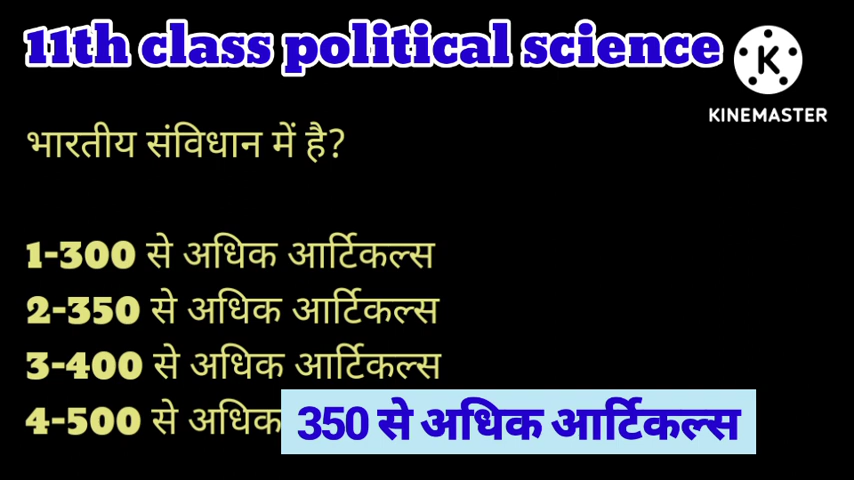 11th class political science
K
KINEMASTER
भारतीय संविधान में है?
1-300 से अधिक आर्टिकल्स
2-350 से अधिक आर्टिकल्स
3-400 से अधिक आर्टिकल्स
4-500 से अधिक
350 से अधिक आर्टिकल्स